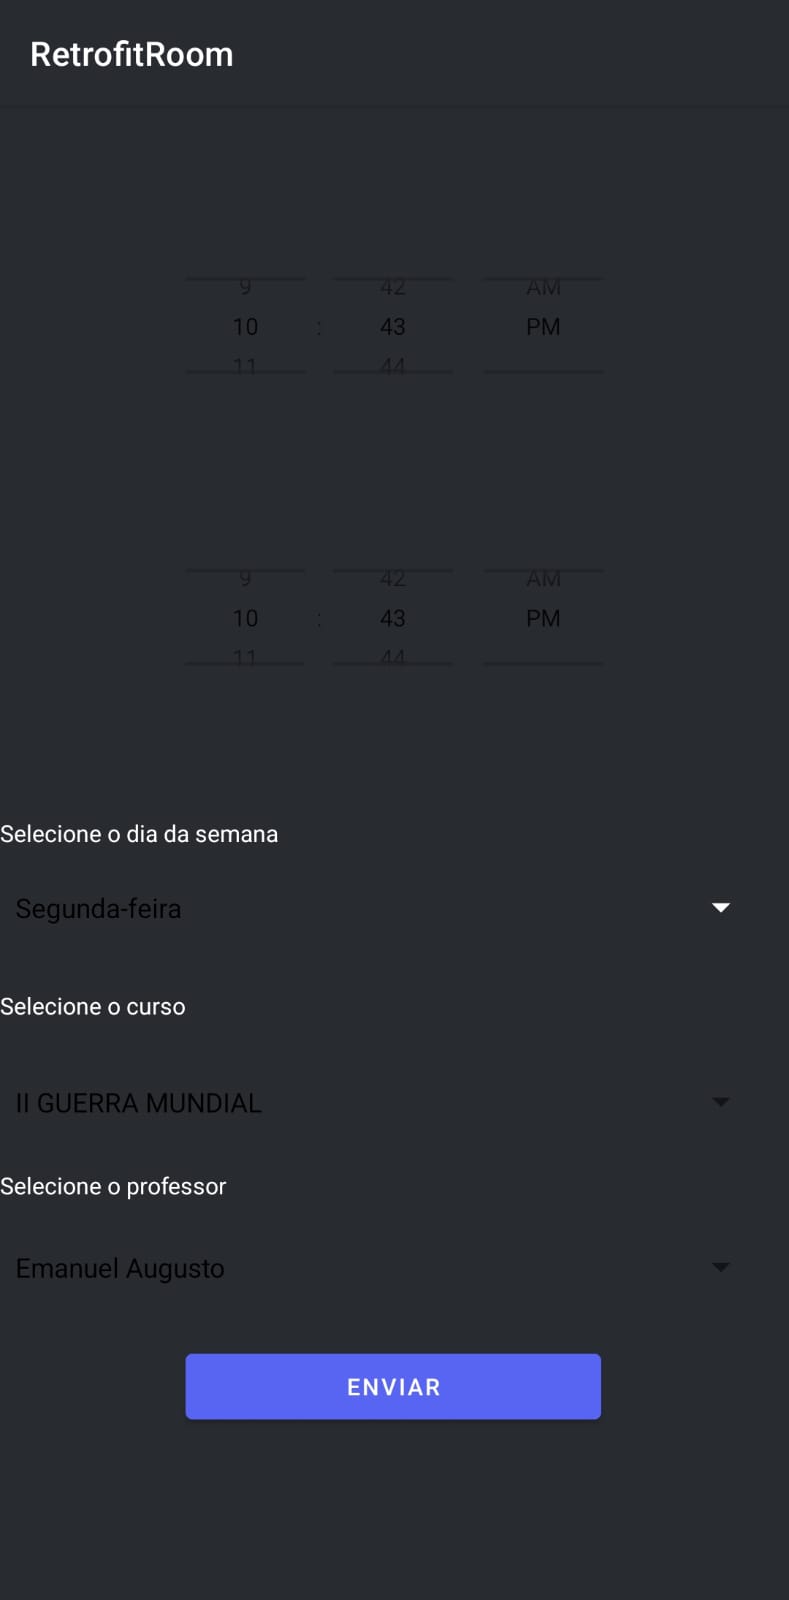 RetrofitRoom
9 42 AM
10 : 43 PM
11 44
9 42 AM
10 : 43 PM
11 44
Selecione o dia da semana
Segunda-feira
Selecione o curso
II GUERRA MUNDIAL
Selecione o professor
Emanuel Augusto
ENVIAR